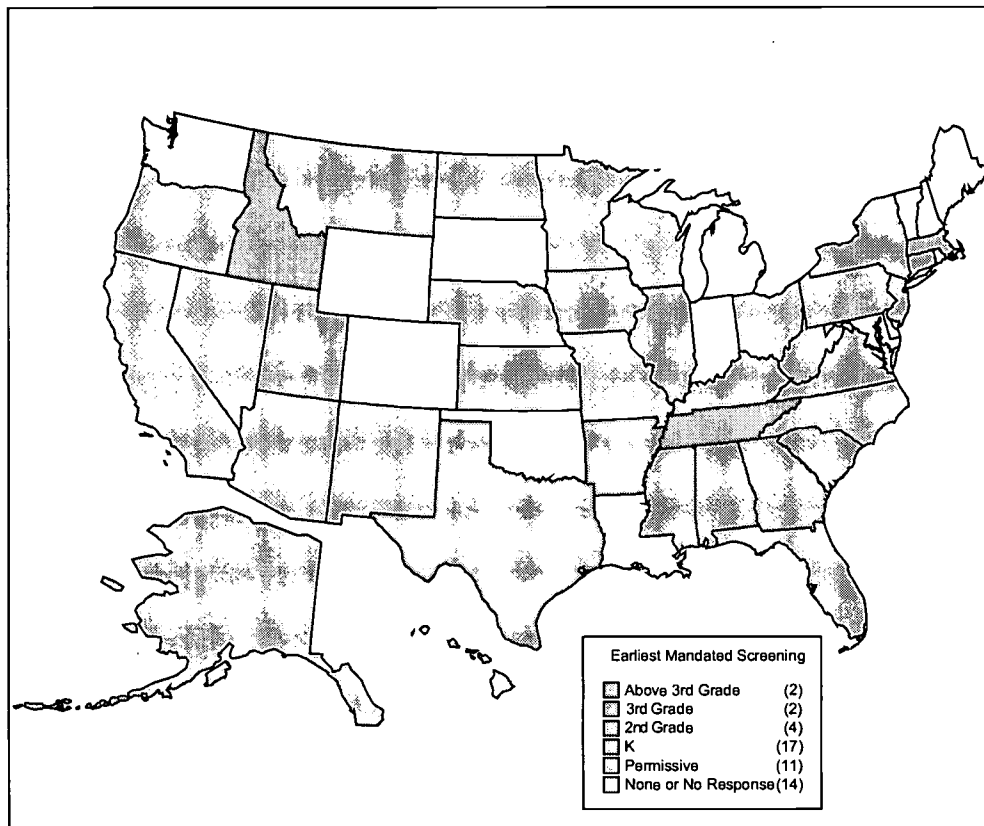 Earliest Mandated Screening
Above 3rd Grade (2)
3rd Grade (2)
2nd Grade (4)
K (17)
Permissive (11)
None or No Response (14)